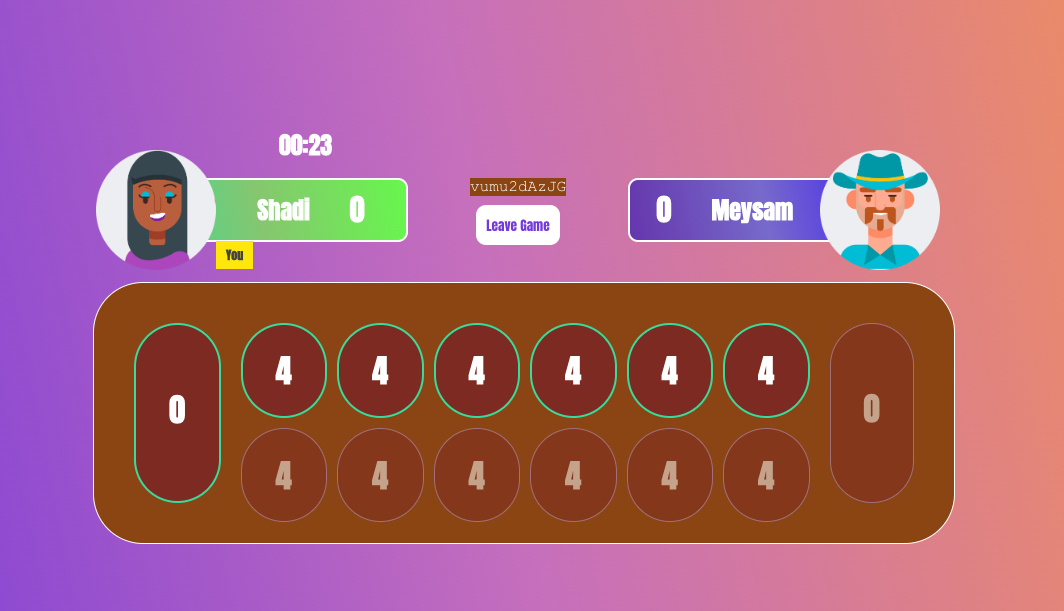 00:23
Shadi 0
vumu2dAzJG
0 Meysam
Leave Game
You
0
4 4 4 4 4 4
0
4 4 4 4 4 4